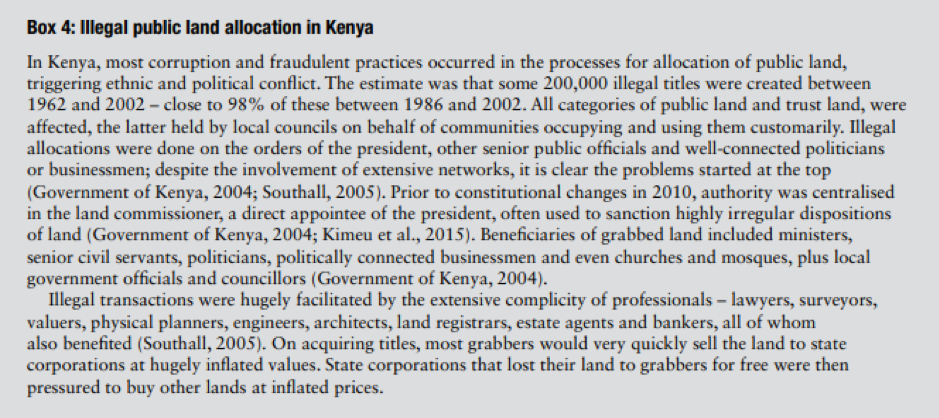 Box 4: Illegal public land allocation in Kenya
In Kenya, most corruption and fraudulent practices occurred in the processes for allocation of public land,
triggering ethnic and political conflict. The estimate was that some 200,000 illegal titles were created between
1962 and 2002 – close to 98% of these between 1986 and 2002. All categories of public land and trust land, were
affected, the latter held by local councils on behalf of communities occupying and using them customarily. Illegal
allocations were done on the orders of the president, other senior public officials and well-connected politicians
or businessmen; despite the involvement of extensive networks, it is clear the problems started at the top
(Government of Kenya, 2004; Southall, 2005). Prior to constitutional changes in 2010, authority was centralised
in the land commissioner, a direct appointee of the president, often used to sanction highly irregular dispositions
of land (Government of Kenya, 2004; Kimeu et al., 2015). Beneficiaries of grabbed land included ministers,
senior civil servants, politicians, politically connected businessmen and even churches and mosques, plus local
government officials and councillors (Government of Kenya, 2004).
Illegal transactions were hugely facilitated by the extensive complicity of professionals – lawyers, surveyors,
valuers, physical planners, engineers, architects, land registrars, estate agents and bankers, all of whom
also benefited (Southall, 2005). On acquiring titles, most grabbers would very quickly sell the land to state
corporations at hugely inflated values. State corporations that lost their land to grabbers for free were then
pressured to buy other lands at inflated prices.